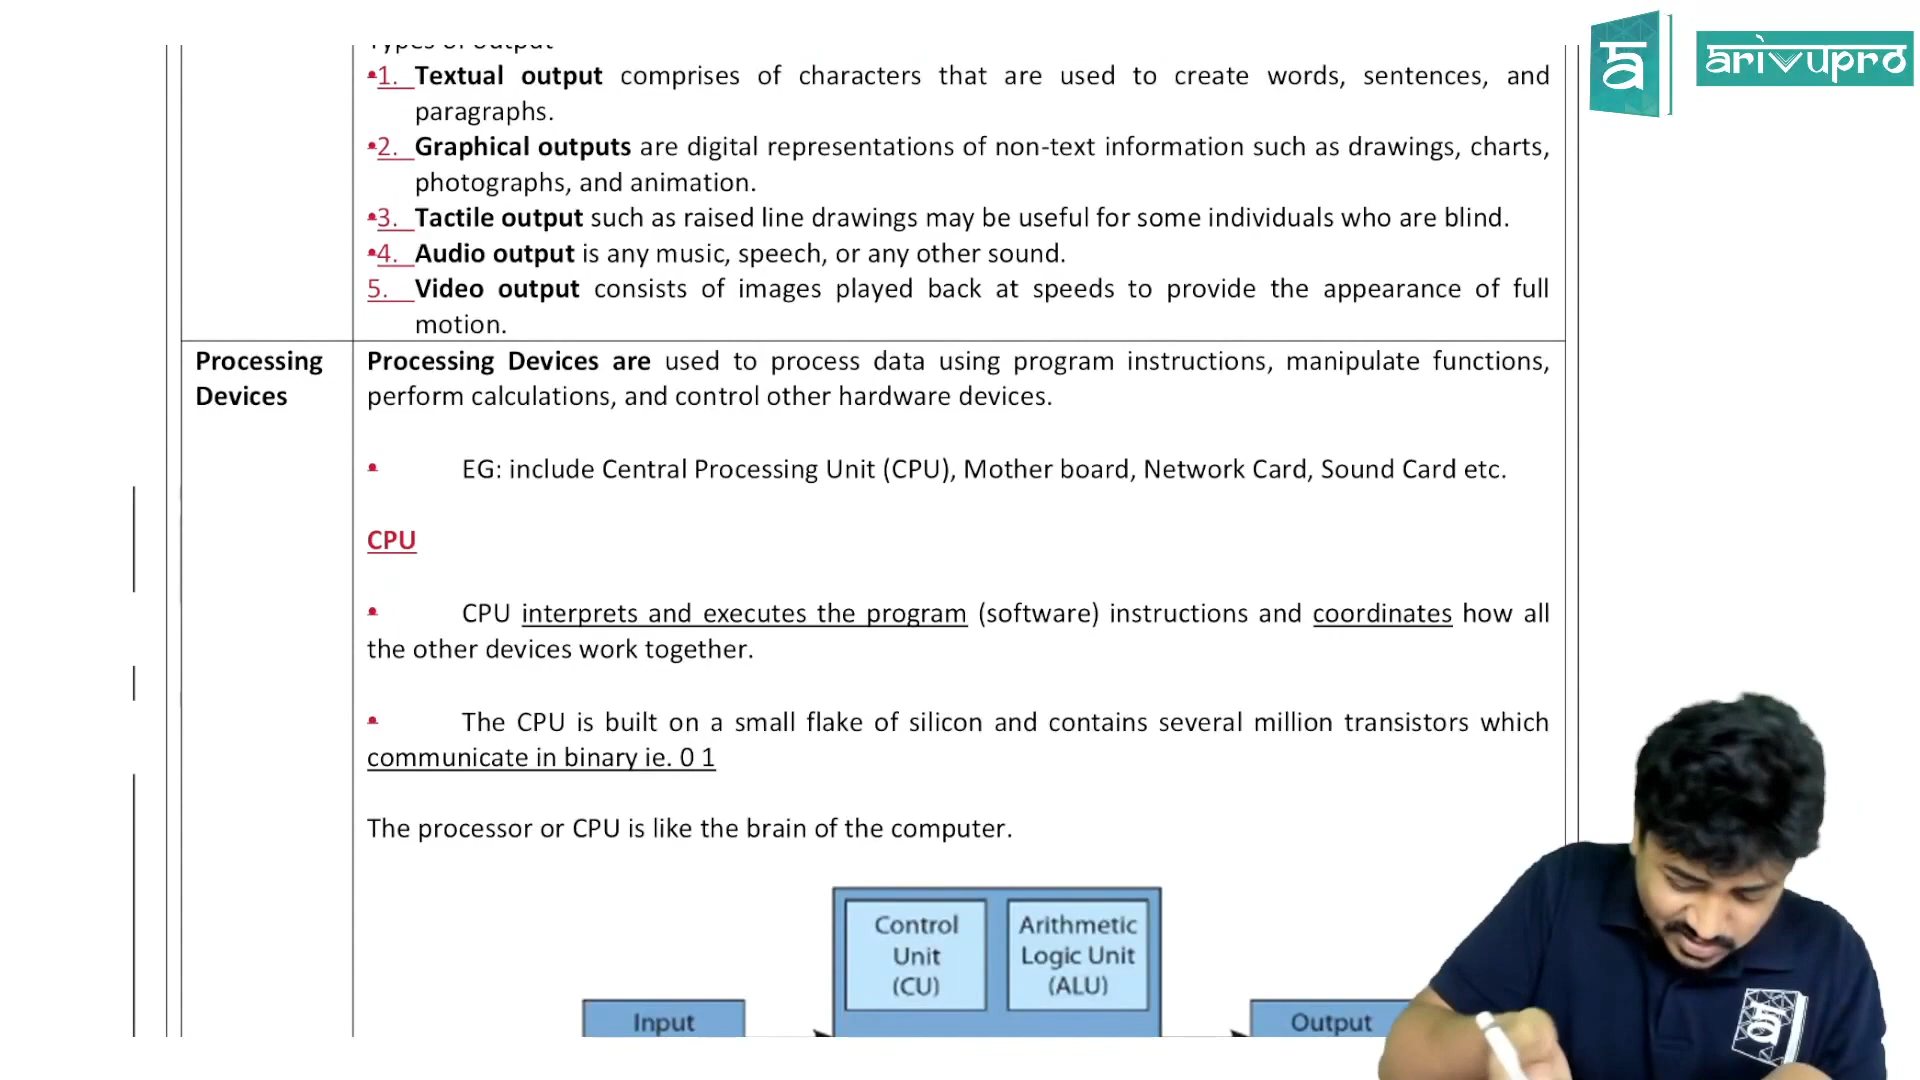 Types of output
1. Textual output comprises of characters that are used to create words, sentences, and
paragraphs.
2. Graphical outputs are digital representations of non-text information such as drawings, charts,
photographs, and animation.
3. Tactile output such as raised line drawings may be useful for some individuals who are blind.
4. Audio output is any music, speech, or any other sound.
5. Video output consists of images played back at speeds to provide the appearance of full
motion.
Processing
Devices
Processing Devices are used to process data using program instructions, manipulate functions,
perform calculations, and control other hardware devices.
EG: include Central Processing Unit (CPU), Mother board, Network Card, Sound Card etc.
CPU
CPU interprets and executes the program (software) instructions and coordinates how all
the other devices work together.
The CPU is built on a small flake of silicon and contains several million transistors which
communicate in binary ie. 0 1
The processor or CPU is like the brain of the computer.
Control
Unit
(CU)
Arithmetic
Logic Unit
(ALU)
Input
Output
arivupro